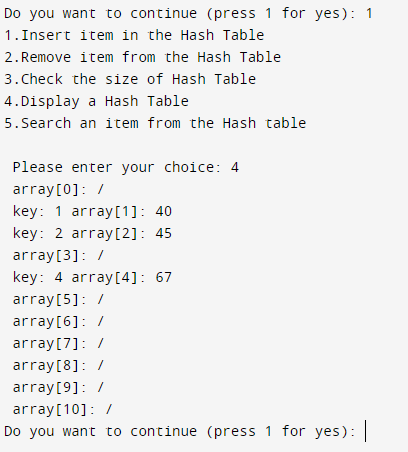 Do you want to continue (press 1 for yes): 1
1.Insert item in the Hash Table
2.Remove item from the Hash Table
3.Check the size of Hash Table
4.Display a Hash Table
5.Search an item from the Hash table

Please enter your choice: 4
array[0]: /
key: 1 array[1]: 40
key: 2 array[2]: 45
array[3]: /
key: 4 array[4]: 67
array[5]: /
array[6]: /
array[7]: /
array[8]: /
array[9]: /
array[10]: /
Do you want to continue (press 1 for yes):